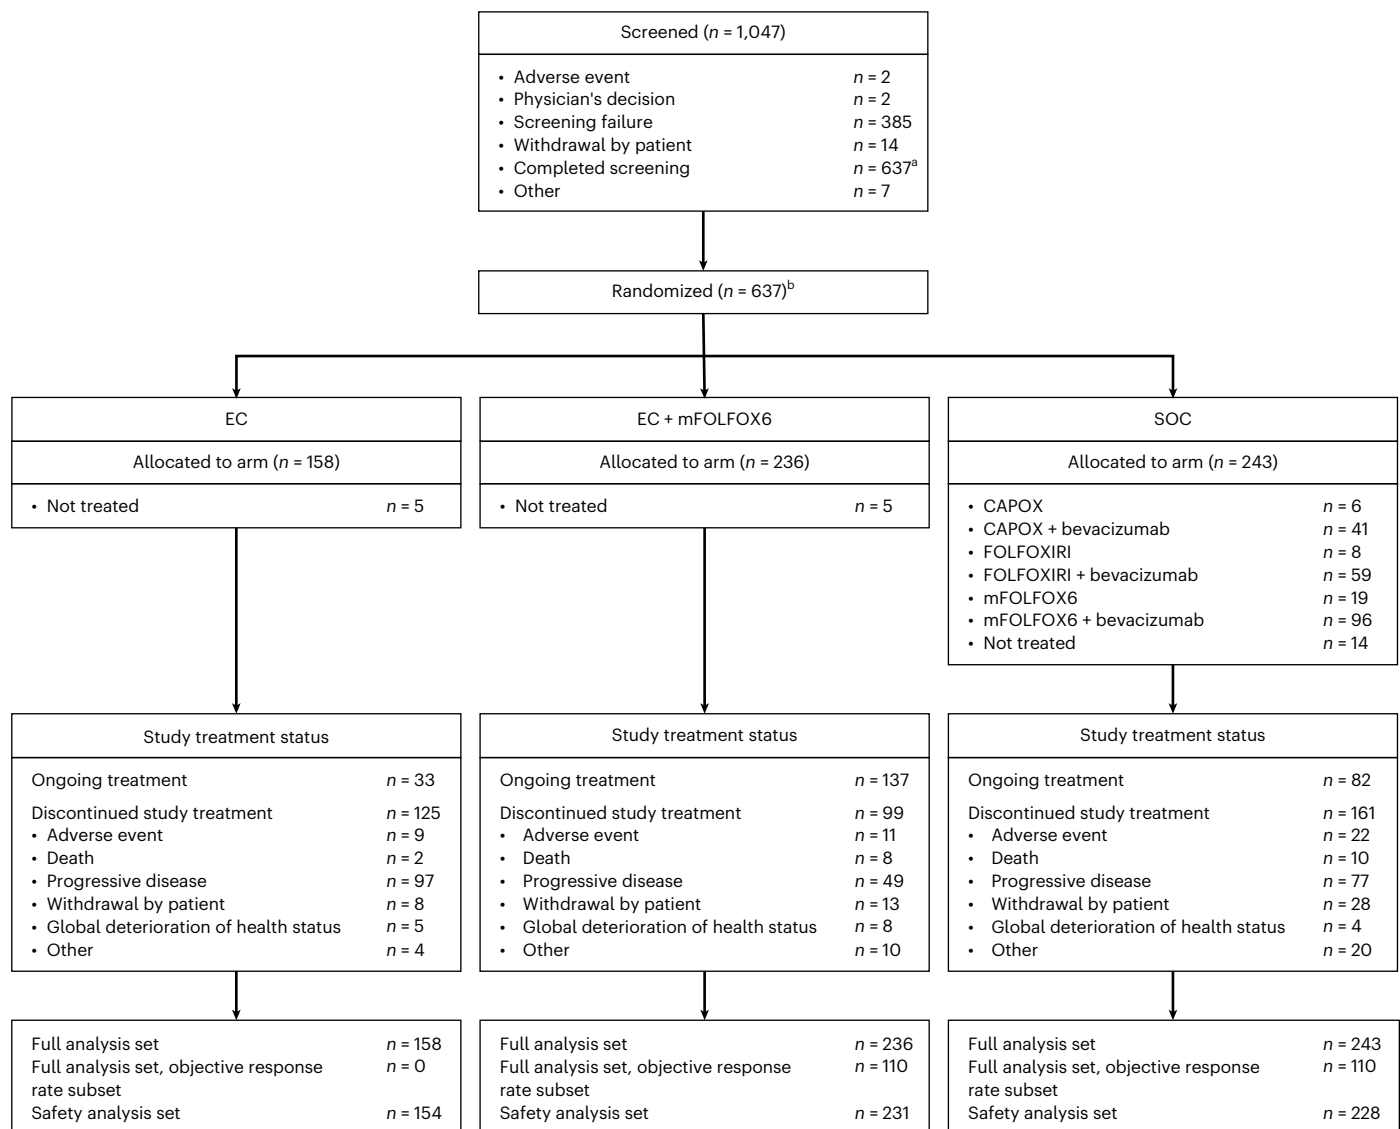 Screened (n = 1,047)
• Adverse event n = 2
• Physician's decision n = 2
• Screening failure n = 385
• Withdrawal by patient n = 14
• Completed screening n = 637a
• Other n = 7
Randomized (n = 637)b
EC
Allocated to arm (n = 158)
• Not treated n = 5
EC + mFOLFOX6
Allocated to arm (n = 236)
• Not treated n = 5
SOC
Allocated to arm (n = 243)
• CAPOX n = 6
• CAPOX + bevacizumab n = 41
• FOLFOXIRI n = 8
• FOLFOXIRI + bevacizumab n = 59
• mFOLFOX6 n = 19
• mFOLFOX6 + bevacizumab n = 96
• Not treated n = 14
Study treatment status
Ongoing treatment n = 33
Discontinued study treatment n = 125
• Adverse event n = 9
• Death n = 2
• Progressive disease n = 97
• Withdrawal by patient n = 8
• Global deterioration of health status n = 5
• Other n = 4
Study treatment status
Ongoing treatment n = 137
Discontinued study treatment n = 99
• Adverse event n = 11
• Death n = 8
• Progressive disease n = 49
• Withdrawal by patient n = 13
• Global deterioration of health status n = 8
• Other n = 10
Study treatment status
Ongoing treatment n = 82
Discontinued study treatment n = 161
• Adverse event n = 22
• Death n = 10
• Progressive disease n = 77
• Withdrawal by patient n = 28
• Global deterioration of health status n = 4
• Other n = 20
Full analysis set n = 158
Full analysis set, objective response n = 0
rate subset
Safety analysis set n = 154
Full analysis set n = 236
Full analysis set, objective response n = 110
rate subset
Safety analysis set n = 231
Full analysis set n = 243
Full analysis set, objective response n = 110
rate subset
Safety analysis set n = 228